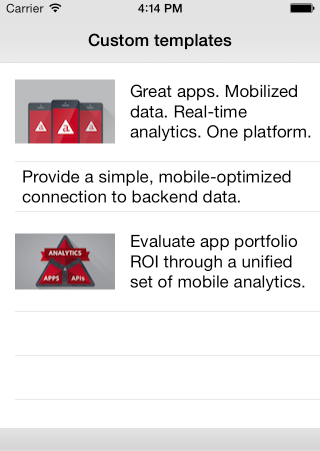 Carrier 4:14 PM
Custom templates
Great apps. Mobilized
data. Real-time
analytics. One platform.
a a a
Provide a simple, mobile-optimized
connection to backend data.
ANALYTICS
APPS APIs
Evaluate app portfolio
ROI through a unified
set of mobile analytics.